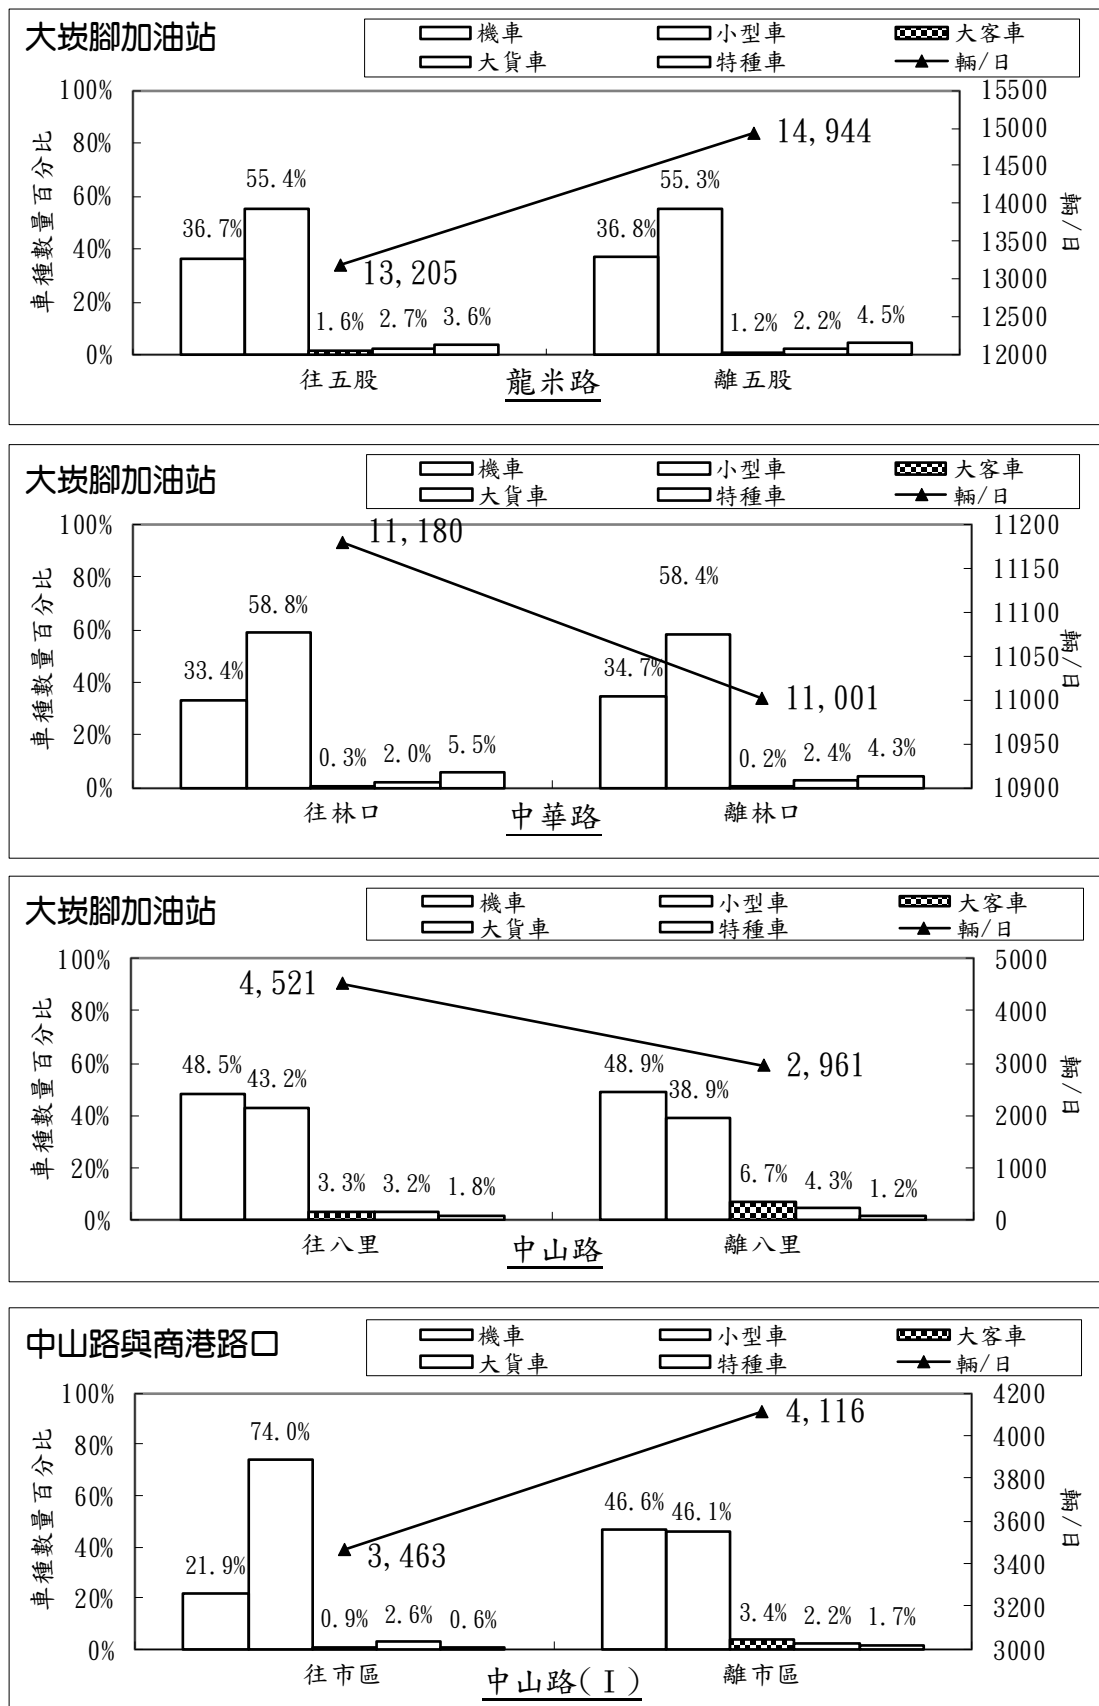 大崁腳加油站
機車 小型車 大客車
大貨車 特種車 輛/日
車種數量百分比
輛/日
100%
80%
60%
40%
20%
0%
15500
15000
14500
14000
13500
13000
12500
12000
36.7% 55.4% 1.6% 2.7% 3.6%
36.8% 55.3% 1.2% 2.2% 4.5%
13,205
14,944
往五股 離五股
龍米路
大崁腳加油站
機車 小型車 大客車
大貨車 特種車 輛/日
車種數量百分比
輛/日
100%
80%
60%
40%
20%
0%
11200
11150
11100
11050
11000
10950
10900
33.4% 58.8% 0.3% 2.0% 5.5%
34.7% 58.4% 0.2% 2.4% 4.3%
11,180
11,001
往林口 離林口
中華路
大崁腳加油站
機車 小型車 大客車
大貨車 特種車 輛/日
車種數量百分比
輛/日
100%
80%
60%
40%
20%
0%
5000
4000
3000
2000
1000
0
48.5% 43.2% 3.3% 3.2% 1.8%
48.9% 38.9% 6.7% 4.3% 1.2%
4,521
2,961
往八里 離八里
中山路
中山路與商港路口
機車 小型車 大客車
大貨車 特種車 輛/日
車種數量百分比
輛/日
100%
80%
60%
40%
20%
0%
4200
4000
3800
3600
3400
3200
3000
21.9% 74.0% 0.9% 2.6% 0.6%
46.6% 46.1% 3.4% 2.2% 1.7%
3,463
4,116
往市區 離市區
中山路(Ⅰ)